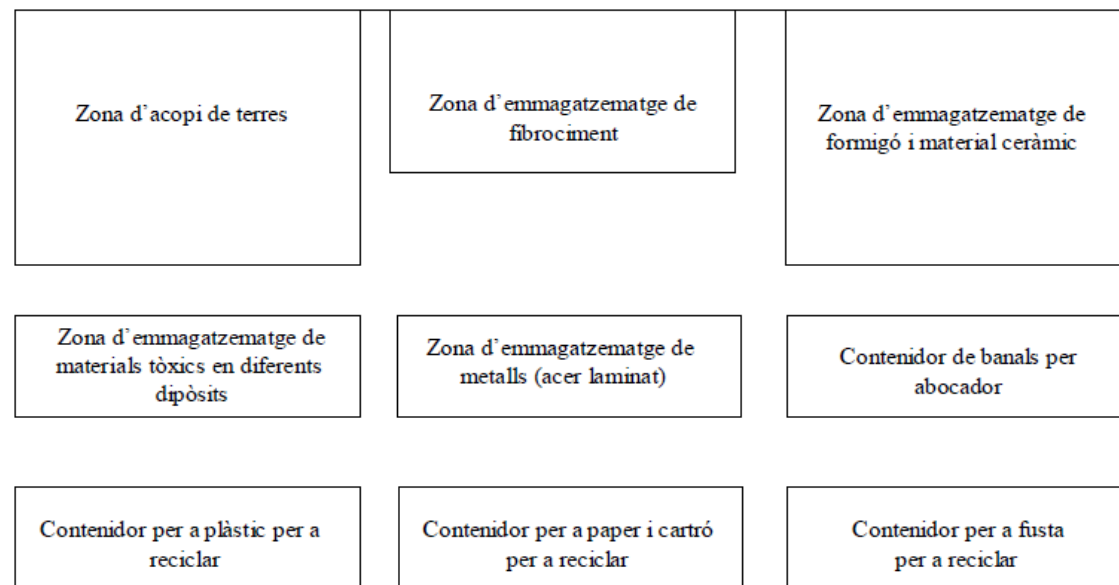 Zona d'acopi de terres
Zona d'emmagatzematge de
fibrociment
Zona d'emmagatzematge de
formigó i material ceràmic
Zona d'emmagatzematge de
materials tòxics en diferents
dipòsits
Zona d'emmagatzematge de
metalls (acer laminat)
Contenidor de banals per
abocador
Contenidor per a plàstic per a
reciclar
Contenidor per a paper i cartró
per a reciclar
Contenidor per a fusta
per a reciclar